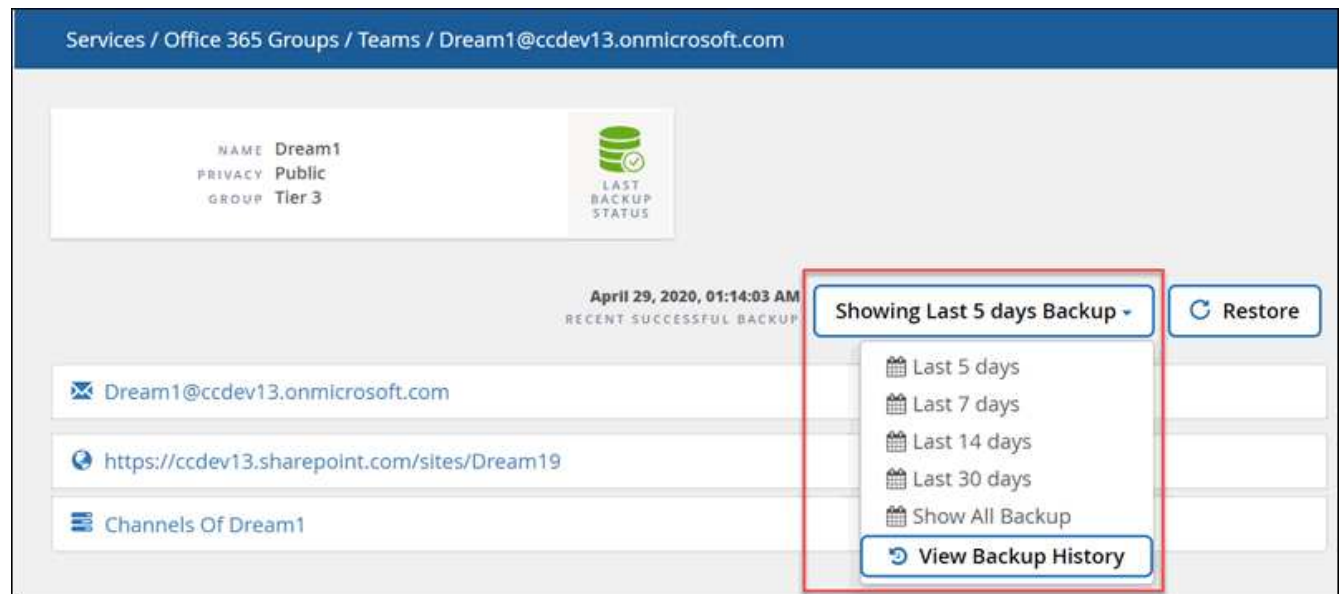 Services / Office 365 Groups / Teams / Dream1@ccdev13.onmicrosoft.com
NAME Dream1
PRIVACY Public
GROUP Tier 3
LAST
BACKUP
STATUS
April 29, 2020, 01:14:03 AM
RECENT SUCCESSFUL BACKUP
Showing Last 5 days Backup
Restore
Last 5 days
Last 7 days
Last 14 days
Last 30 days
Show All Backup
View Backup History
Dream1@ccdev13.onmicrosoft.com
https://ccdev13.sharepoint.com/sites/Dream19
Channels Of Dream1